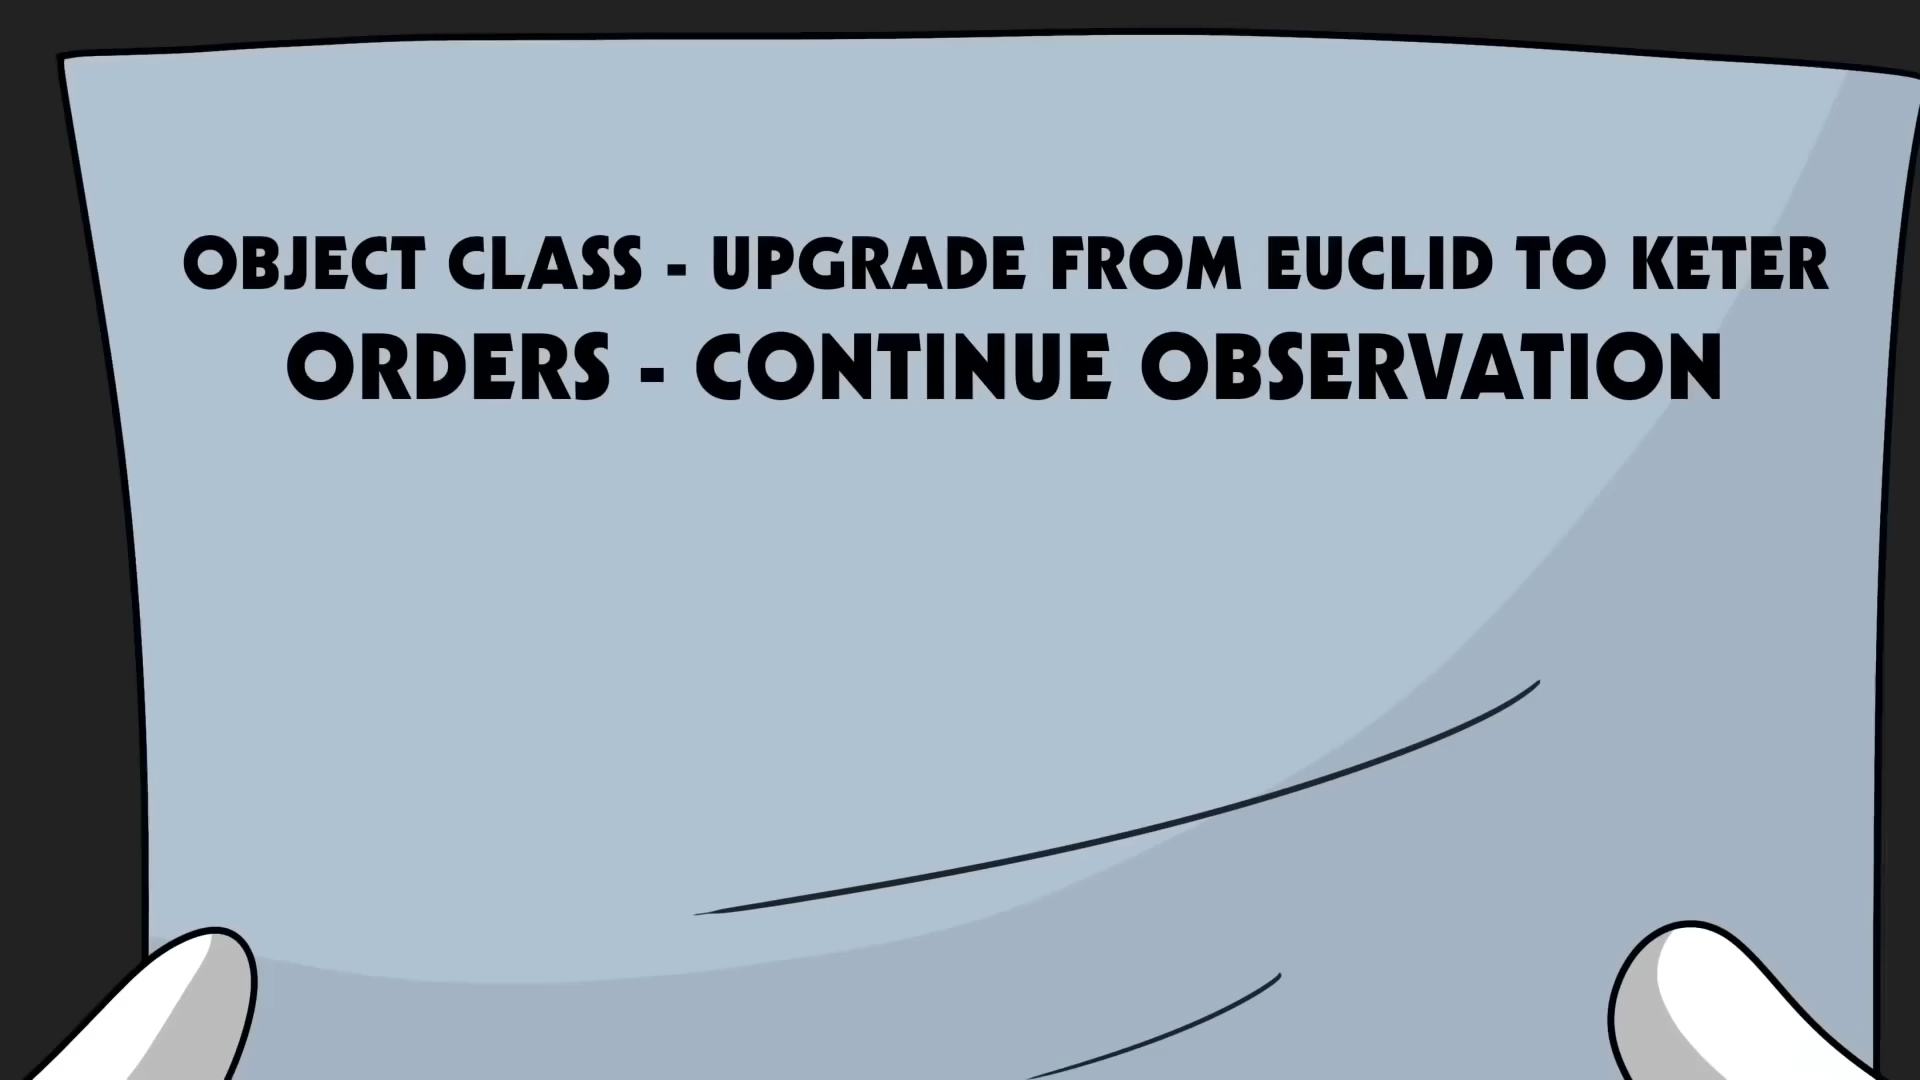 OBJECT CLASS - UPGRADE FROM EUCLID TO KETER
ORDERS - CONTINUE OBSERVATION